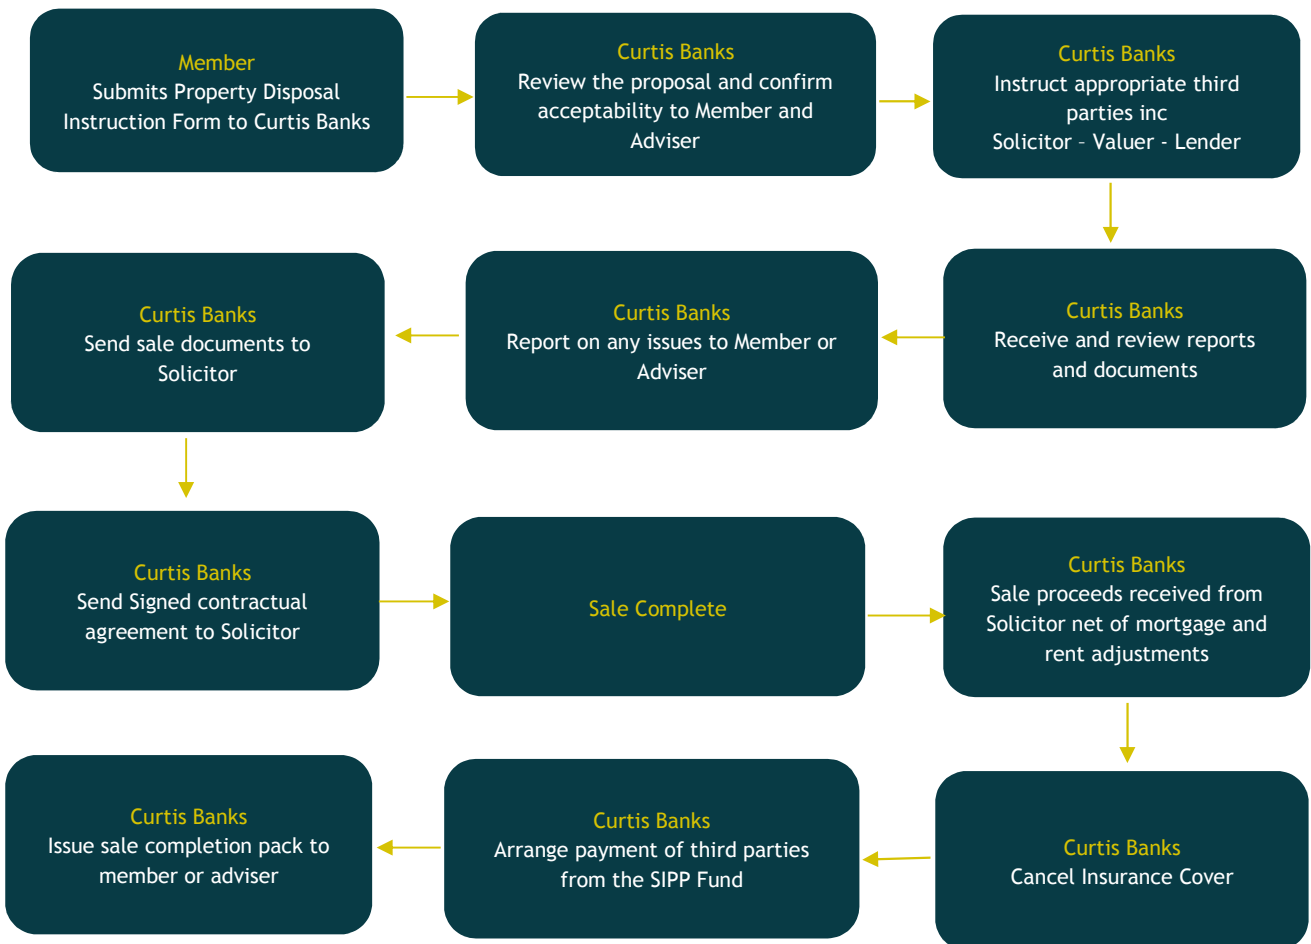 Member
Submits Property Disposal
Instruction Form to Curtis Banks
Curtis Banks
Review the proposal and confirm
acceptability to Member and
Adviser
Curtis Banks
Instruct appropriate third
parties inc
Solicitor – Valuer - Lender
Curtis Banks
Receive and review reports
and documents
Curtis Banks
Report on any issues to Member or
Adviser
Curtis Banks
Send sale documents to
Solicitor
Curtis Banks
Send Signed contractual
agreement to Solicitor
Sale Complete
Curtis Banks
Sale proceeds received from
Solicitor net of mortgage and
rent adjustments
Curtis Banks
Cancel Insurance Cover
Curtis Banks
Arrange payment of third parties
from the SIPP Fund
Curtis Banks
Issue sale completion pack to
member or adviser